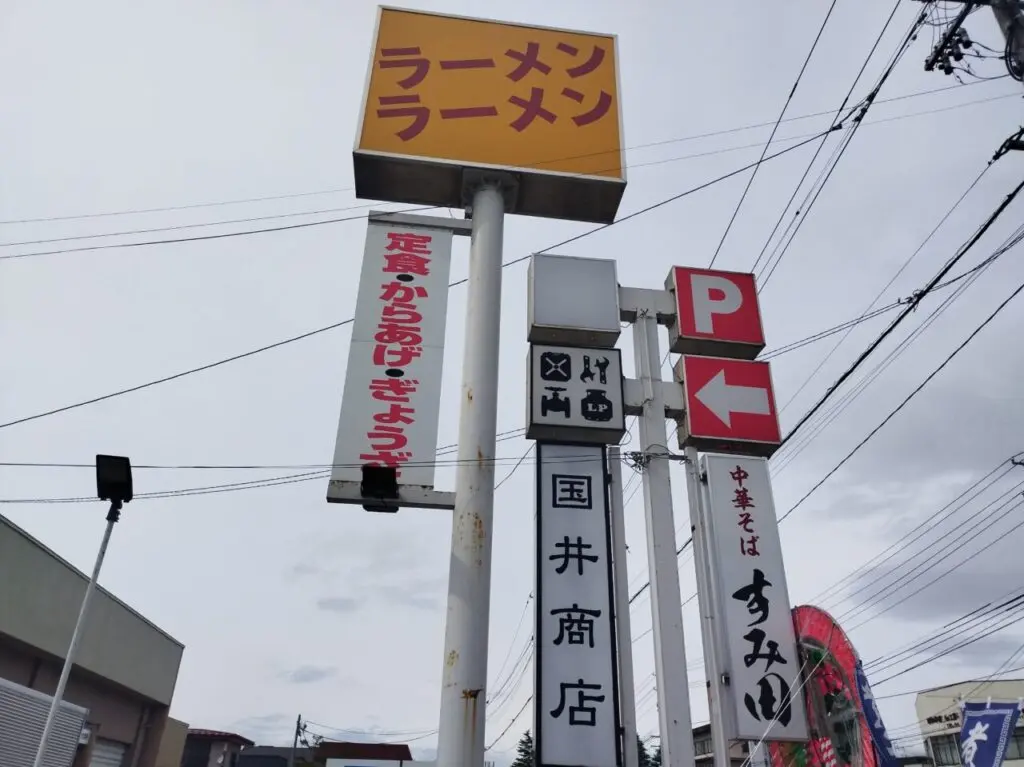 ラーメン
ラーメン
定食・からあげ・ぎょうざ
LP
国井商店
P
中華そば
すみ田